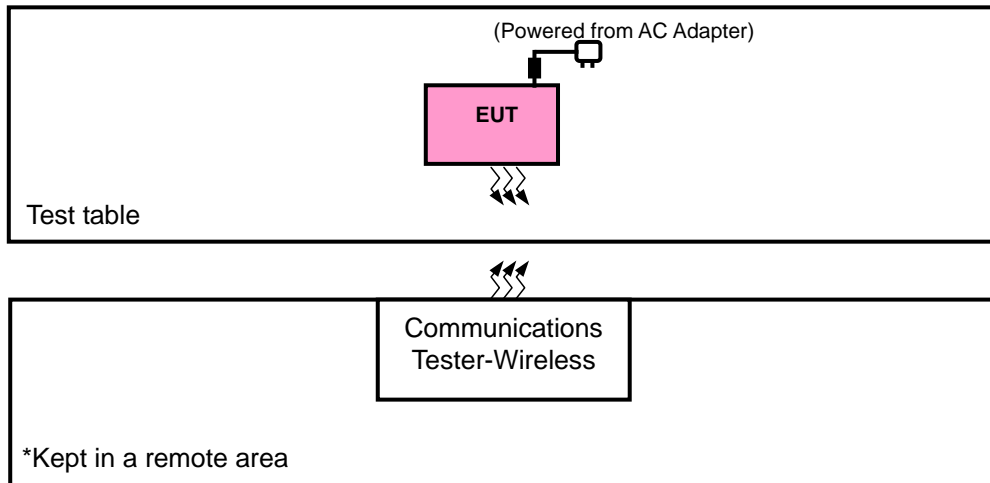 (Powered from AC Adapter)
EUT
Test table
Communications
Tester-Wireless
*Kept in a remote area